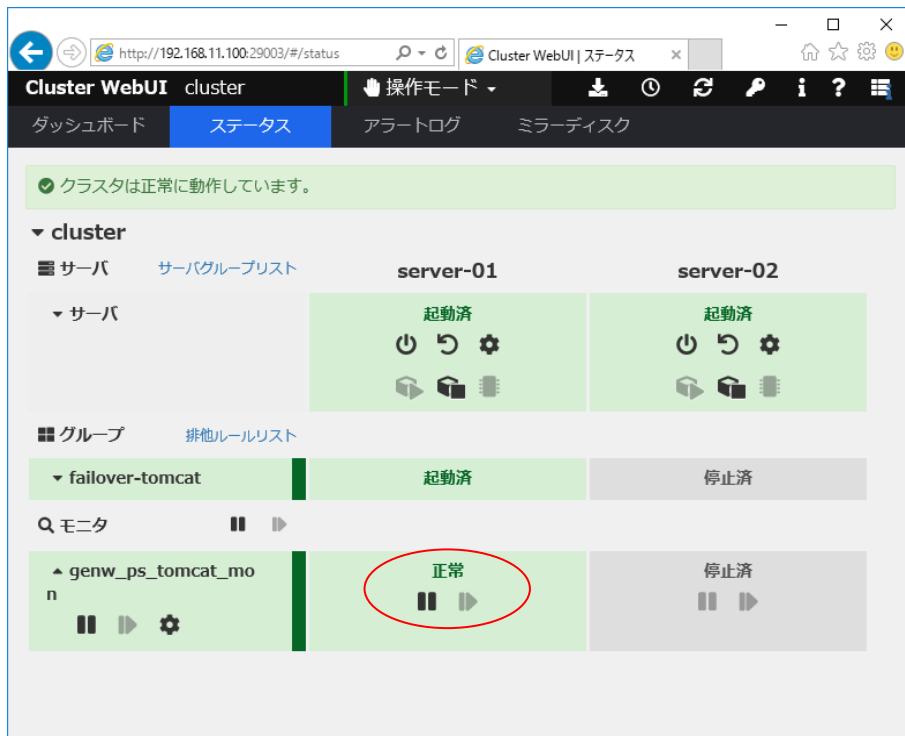 http://192.168.11.100:29003/#/status
Cluster WebUI | ステータス
Cluster WebUI cluster 操作モード
ダッシュボード ステータス アラートログ ミラーディスク
クラスタは正常に動作しています。
cluster
サーバ サーバグループリスト server-01 server-02
サーバ 起動済 起動済
グループ 排他ルールリスト
failover-tomcat 起動済 停止済
モニタ
genw_ps_tomcat_mo 正常 停止済
n